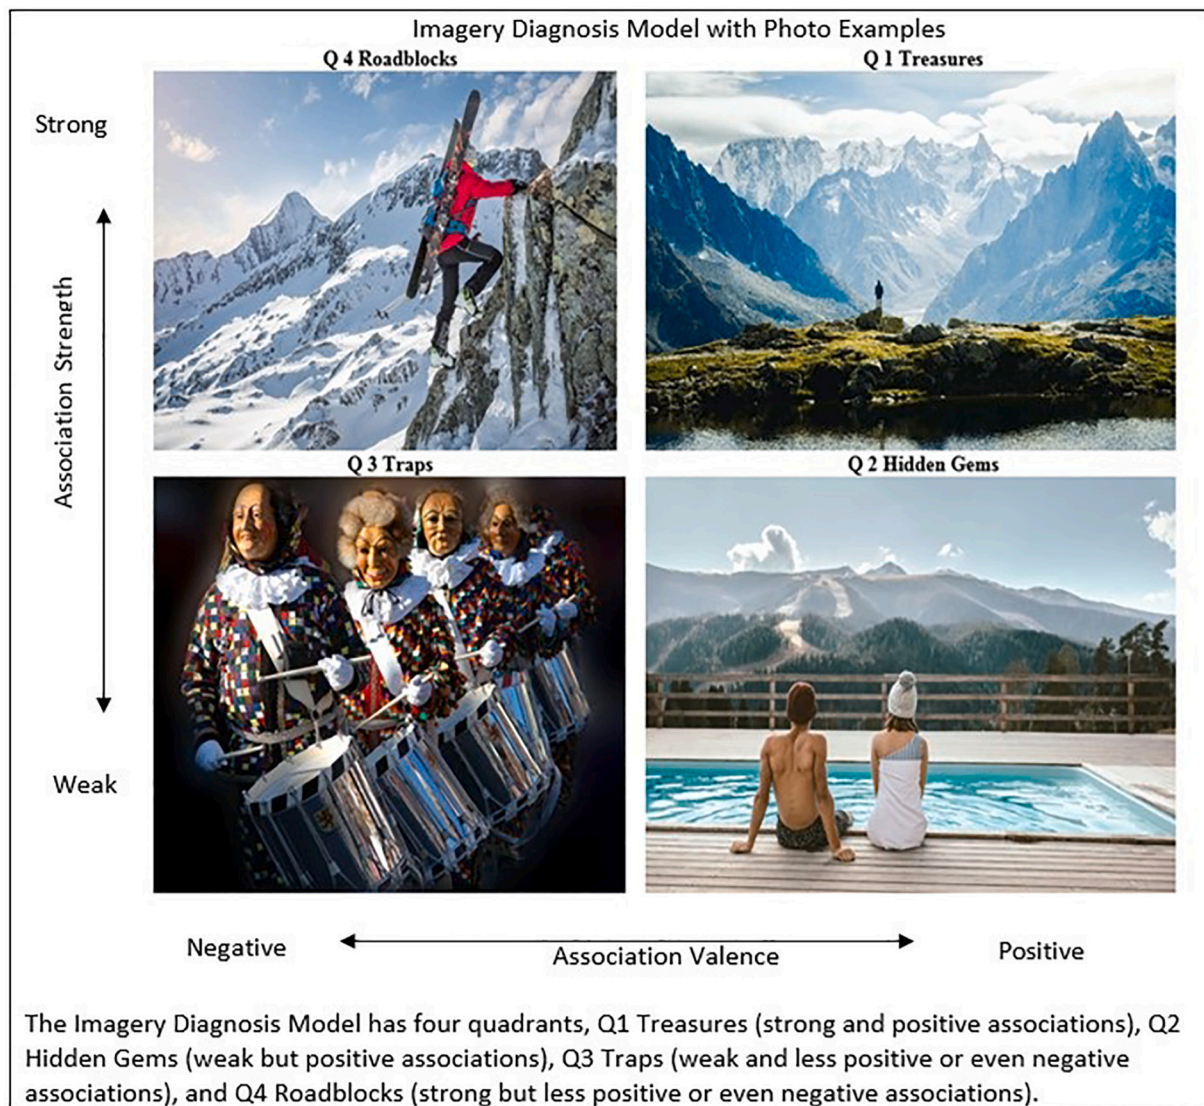 Imagery Diagnosis Model with Photo Examples
Q 4 Roadblocks
Q 1 Treasures
Strong
Association Strength
Q 3 Traps
Q 2 Hidden Gems
Weak
Negative
Association Valence
Positive
The Imagery Diagnosis Model has four quadrants, Q1 Treasures (strong and positive associations), Q2
Hidden Gems (weak but positive associations), Q3 Traps (weak and less positive or even negative
associations), and Q4 Roadblocks (strong but less positive or even negative associations).